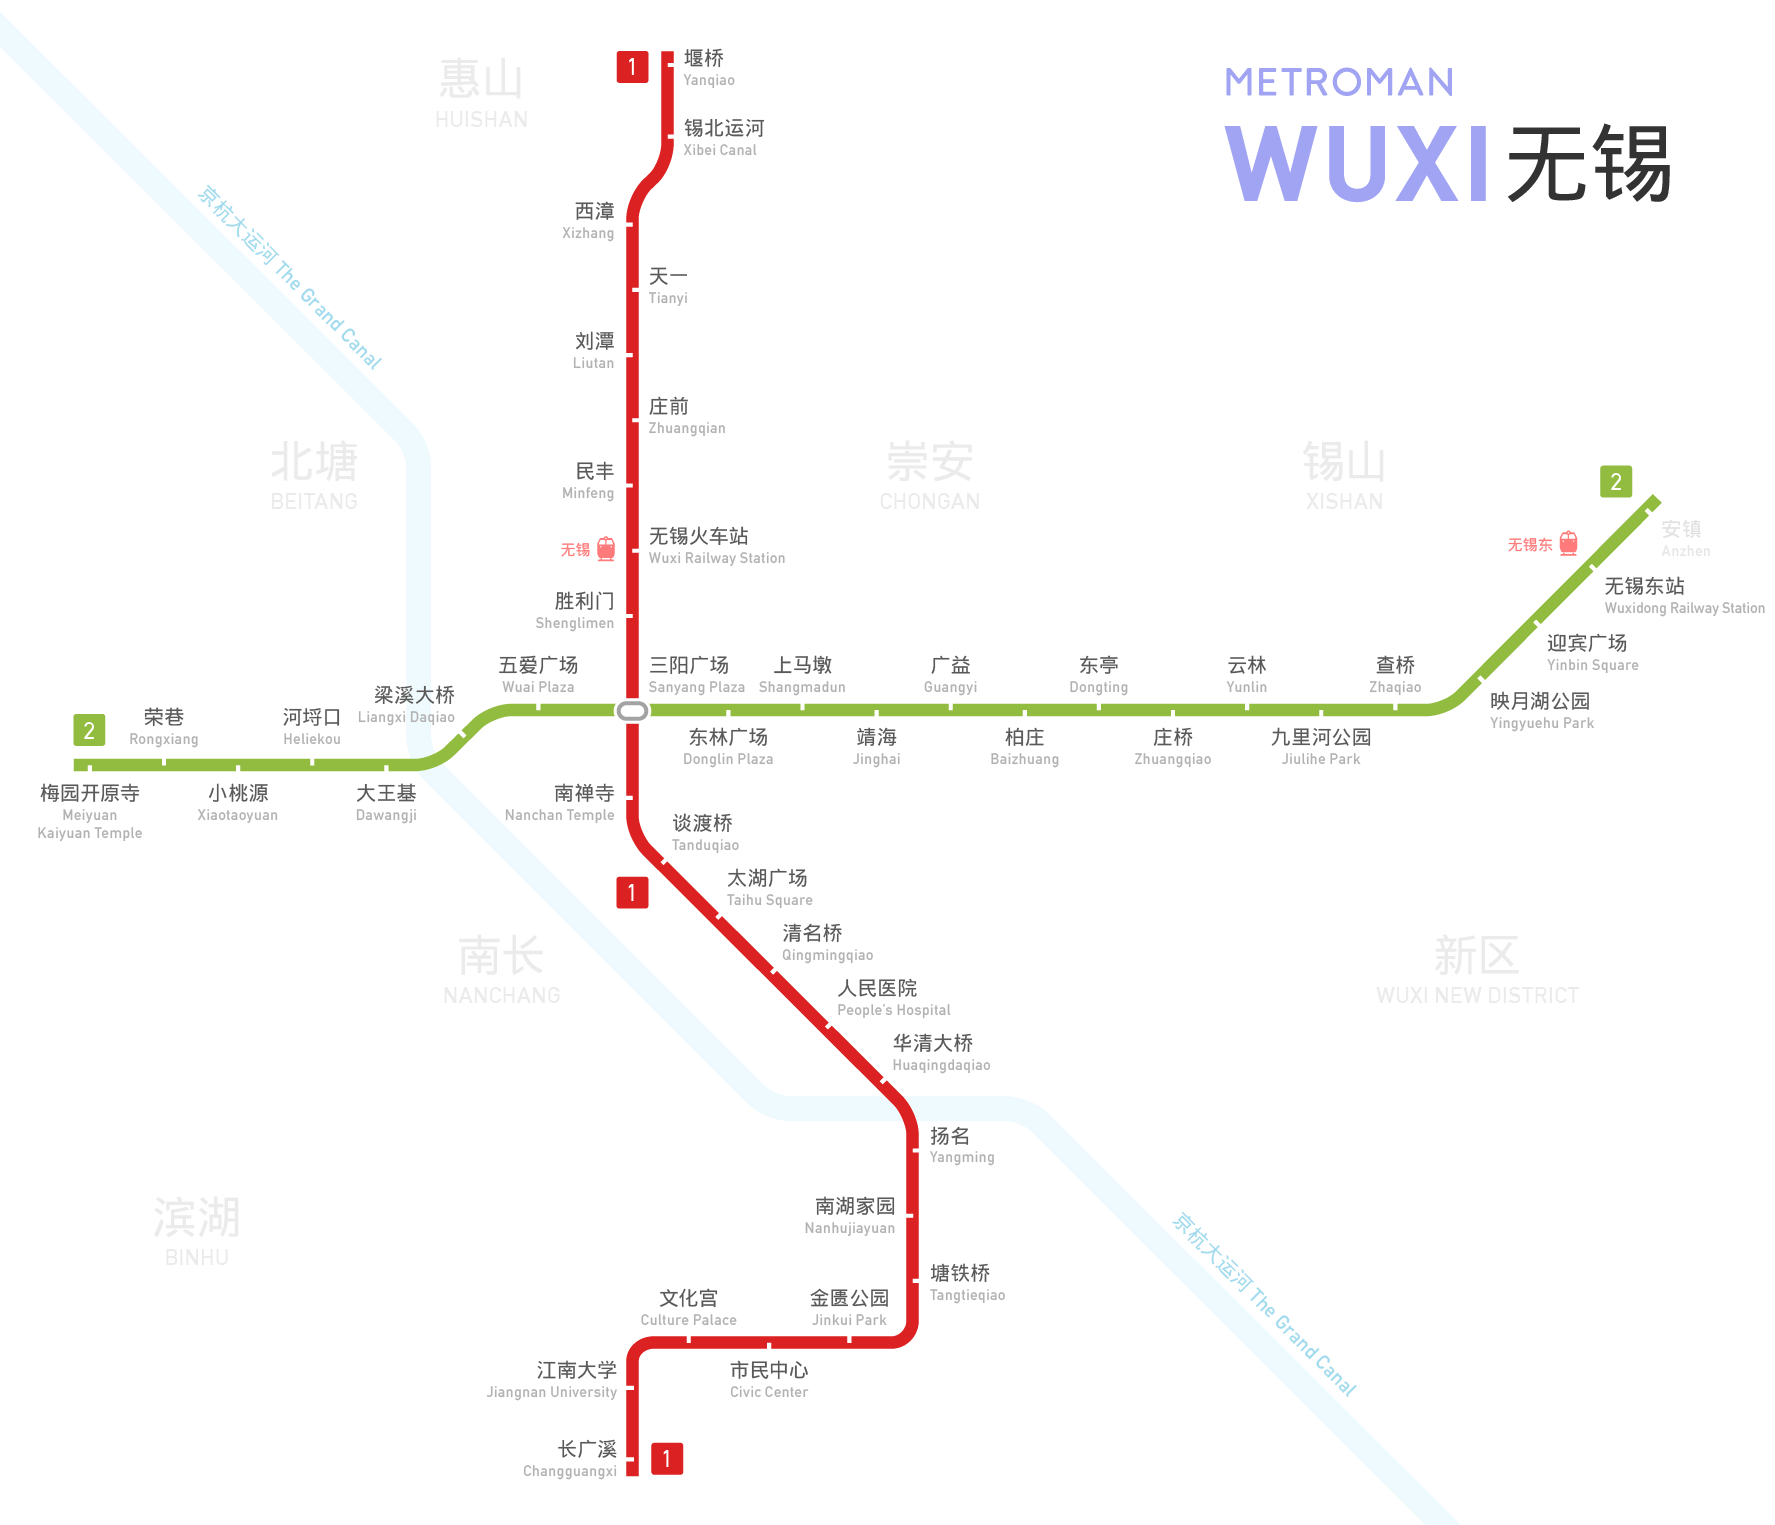 METROMAN
WUXI 无锡
惠山
HUISHAN
京杭大运河 The Grand Canal
1
堰桥
Yanqiao
锡北运河
Xibei Canal
西漳
Xizhang
天一
Tianyi
刘潭
Liutan
庄前
Zhuangqian
民丰
Minfeng
无锡
无锡火车站
Wuxi Railway Station
胜利门
Shenglimen
北塘
BEITANG
崇安
CHONGAN
锡山
XISHAN
2
安镇
Anzhen
无锡东
无锡东站
Wuxidong Railway Station
迎宾广场
Yinbin Square
映月湖公园
Yingyuehu Park
五爱广场
Wuai Plaza
三阳广场
Sanyang Plaza
上马墩
Shangmadun
广益
Guangyi
东亭
Dongting
云林
Yunlin
查桥
Zhaqiao
梁溪大桥
Liangxi Daqiao
2
荣巷
Rongxiang
河埒口
Heliekou
东林广场
Donglin Plaza
靖海
Jinghai
柏庄
Baizhuang
庄桥
Zhuangqiao
九里河公园
Jiulihe Park
梅园开原寺
Meiyuan
Kaiyuan Temple
小桃源
Xiaotaoyuan
大王基
Dawangji
南禅寺
Nanchan Temple
谈渡桥
Tanduqiao
1
太湖广场
Taihu Square
清名桥
Qingmingqiao
人民医院
People's Hospital
华清大桥
Huaqingdaqiao
南长
NANCHANG
新区
WUXI NEW DISTRICT
扬名
Yangming
南湖家园
Nanhujiayuan
塘铁桥
Tangtieqiao
滨湖
BINHU
京杭大运河 The Grand Canal
文化宫
Culture Palace
金匮公园
Jinkui Park
市民中心
Civic Center
江南大学
Jiangnan University
长广溪
Changguangxi
1